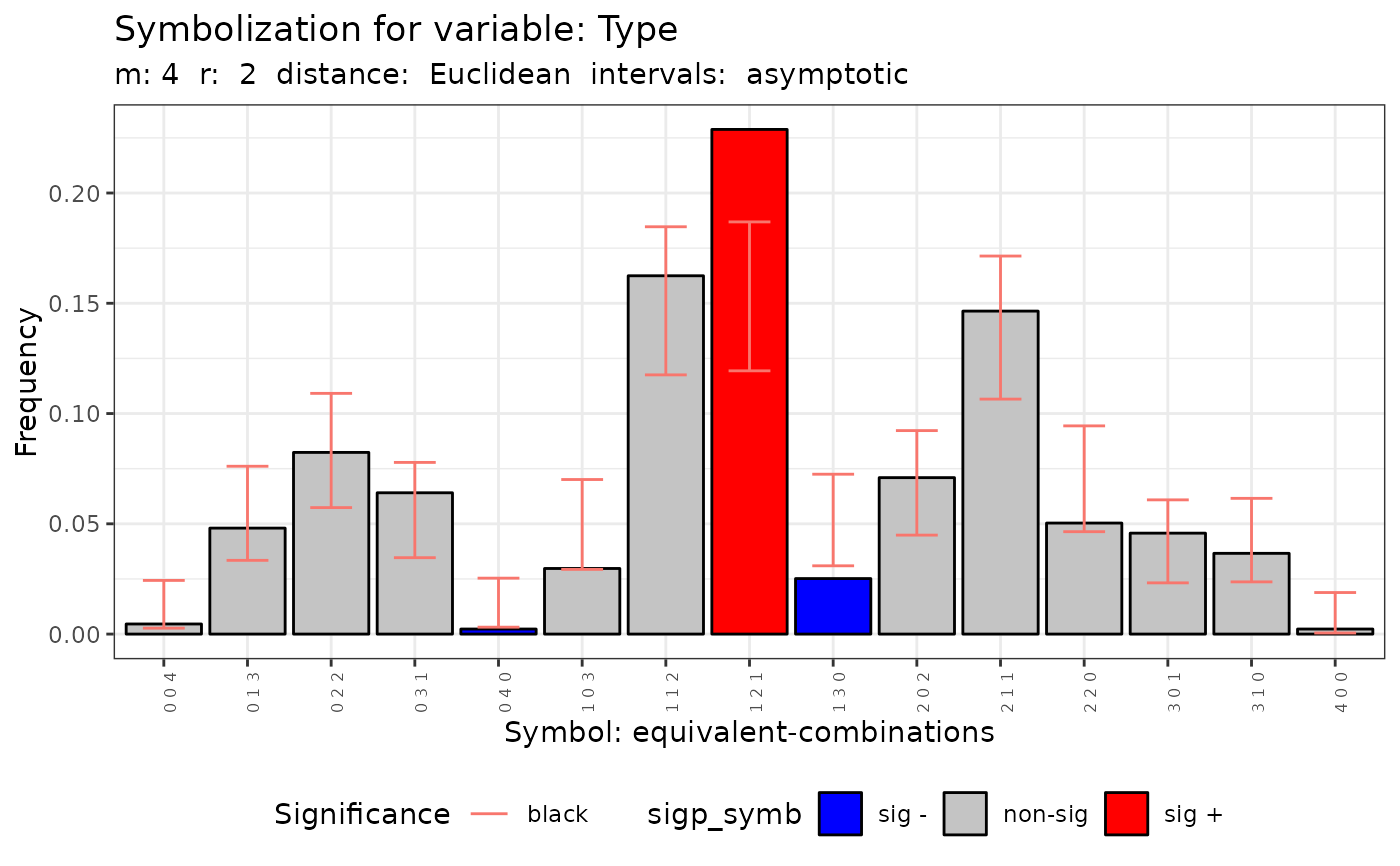 Symbolization for variable: Type
m: 4 r: 2 distance: Euclidean intervals: asymptotic
Frequency
0.20
0.15
0.10
0.05
0.00
0 0 4
0 1 3
0 2 2
0 3 1
0 4 0
1 0 3
1 1 2
1 2 1
1 3 0
2 0 2
2 1 1
2 2 0
3 0 1
3 1 0
4 0 0
Symbol: equivalent-combinations
Significance black sigp_symb sig - non-sig sig +